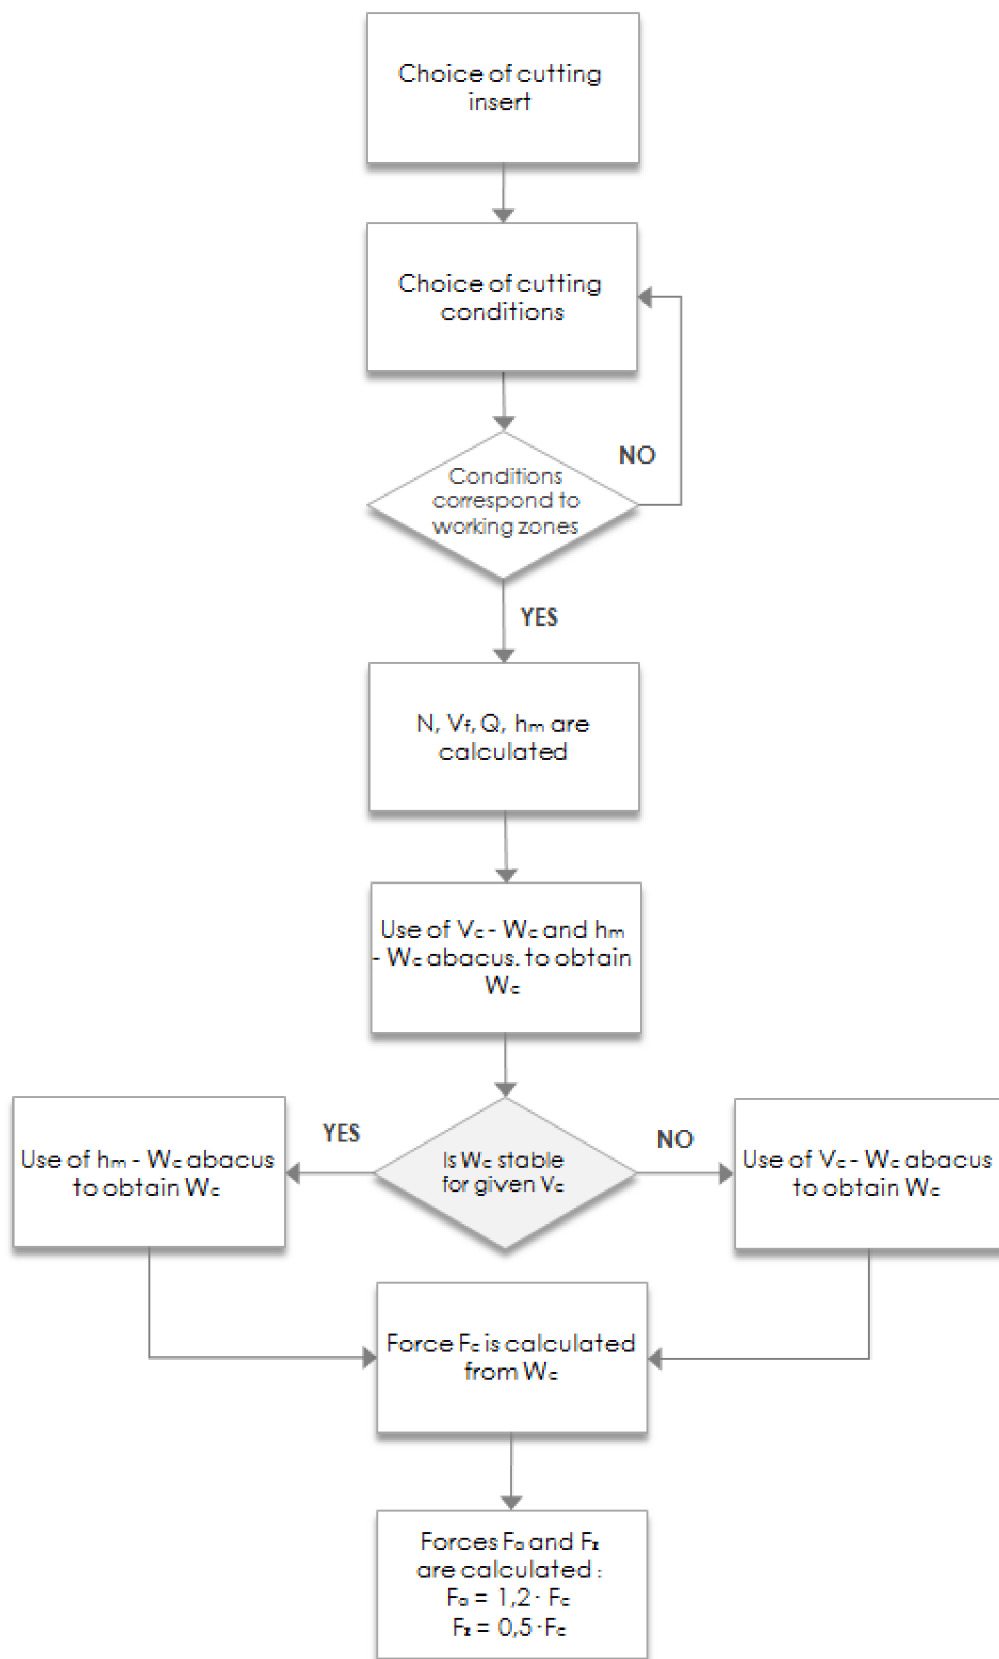 Choice of cutting
insert
Choice of cutting
conditions
Conditions
correspond to
working zones
NO
YES
N, Vf, Q, hm are
calculated
Use of Vc - Wc and hm
- Wc abacus. to obtain
Wc
YES
Is Wc stable
for given Vc
NO
Use of hm - Wc abacus
to obtain Wc
Use of Vc - Wc abacus
to obtain Wc
Force Fc is calculated
from Wc
Forces Fa and Fz
are calculated :
Fa = 1,2 · Fc
Fz = 0,5 ·Fc